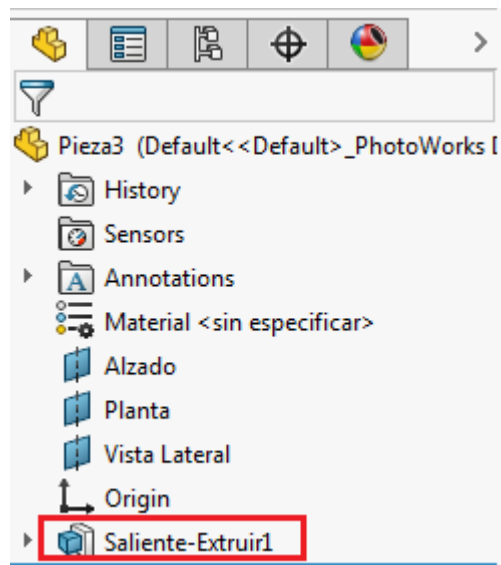 Pieza3 (Default<<Default>_PhotoWorks D
History
Sensors
A Annotations
Material <sin especificar>
Alzado
Planta
Vista Lateral
Origin
Saliente-Extruir1